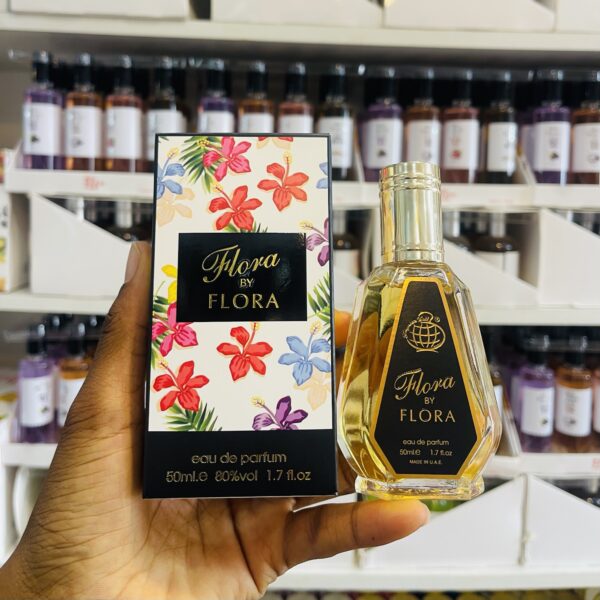 Flora
BY
FLORA
eau de parfum
50ml.e 80%vol 1.7 fl.oz
Flora
BY
FLORA
eau de parfum
50mle 1.7 fl.oz
MADE IN U.A.E.